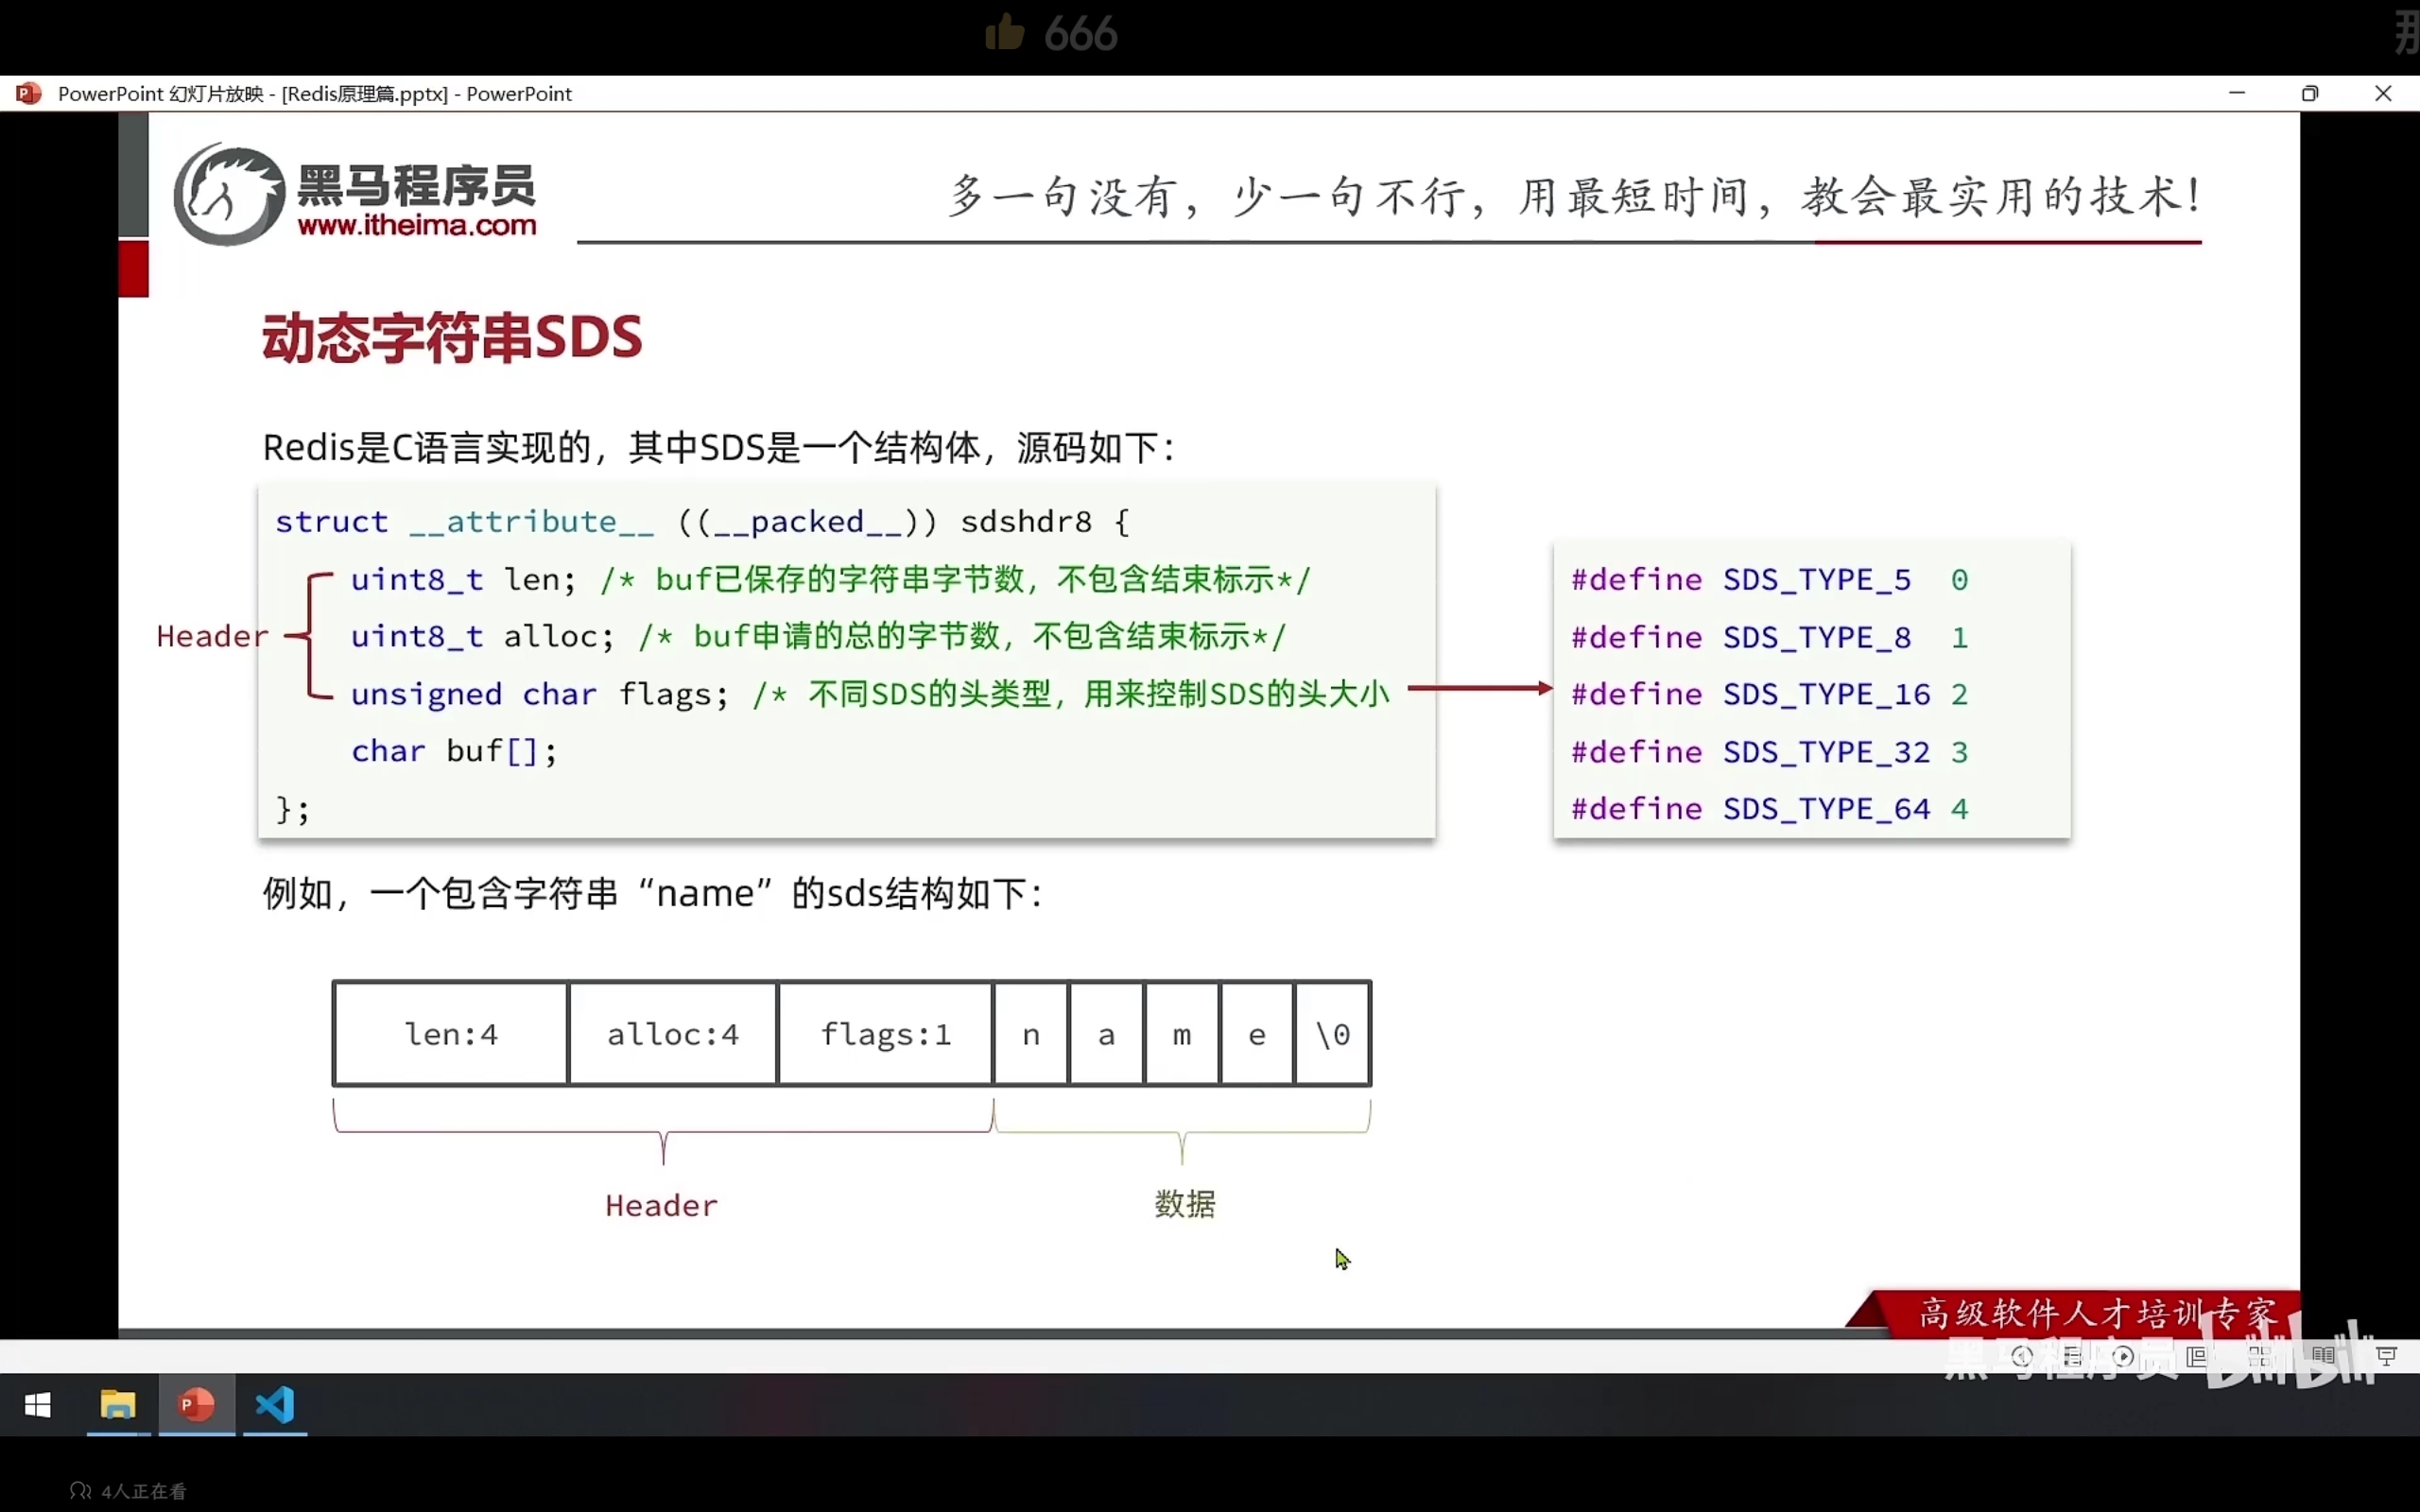 666
PowerPoint 幻灯片放映 - [Redis原理篇.pptx] - PowerPoint
黑马程序员
www.itheima.com
多一句没有，少一句不行，用最短时间，教会最实用的技术！
动态字符串SDS
Redis是C语言实现的，其中SDS是一个结构体，源码如下：
struct __attribute__ ((__packed__)) sdshdr8 {
uint8_t len; /* buf已保存的字符串字节数，不包含结束标示*/
uint8_t alloc; /* buf申请的总的字节数，不包含结束标示*/
unsigned char flags; /* 不同SDS的头类型，用来控制SDS的头大小
char buf[];
};
Header
#define SDS_TYPE_5 0
#define SDS_TYPE_8 1
#define SDS_TYPE_16 2
#define SDS_TYPE_32 3
#define SDS_TYPE_64 4
例如，一个包含字符串“name”的sds结构如下：
len:4 alloc:4 flags:1 n a m e \0
Header 数据
高级软件人才培训专家
黑马程序员 bilibili
4人正在看